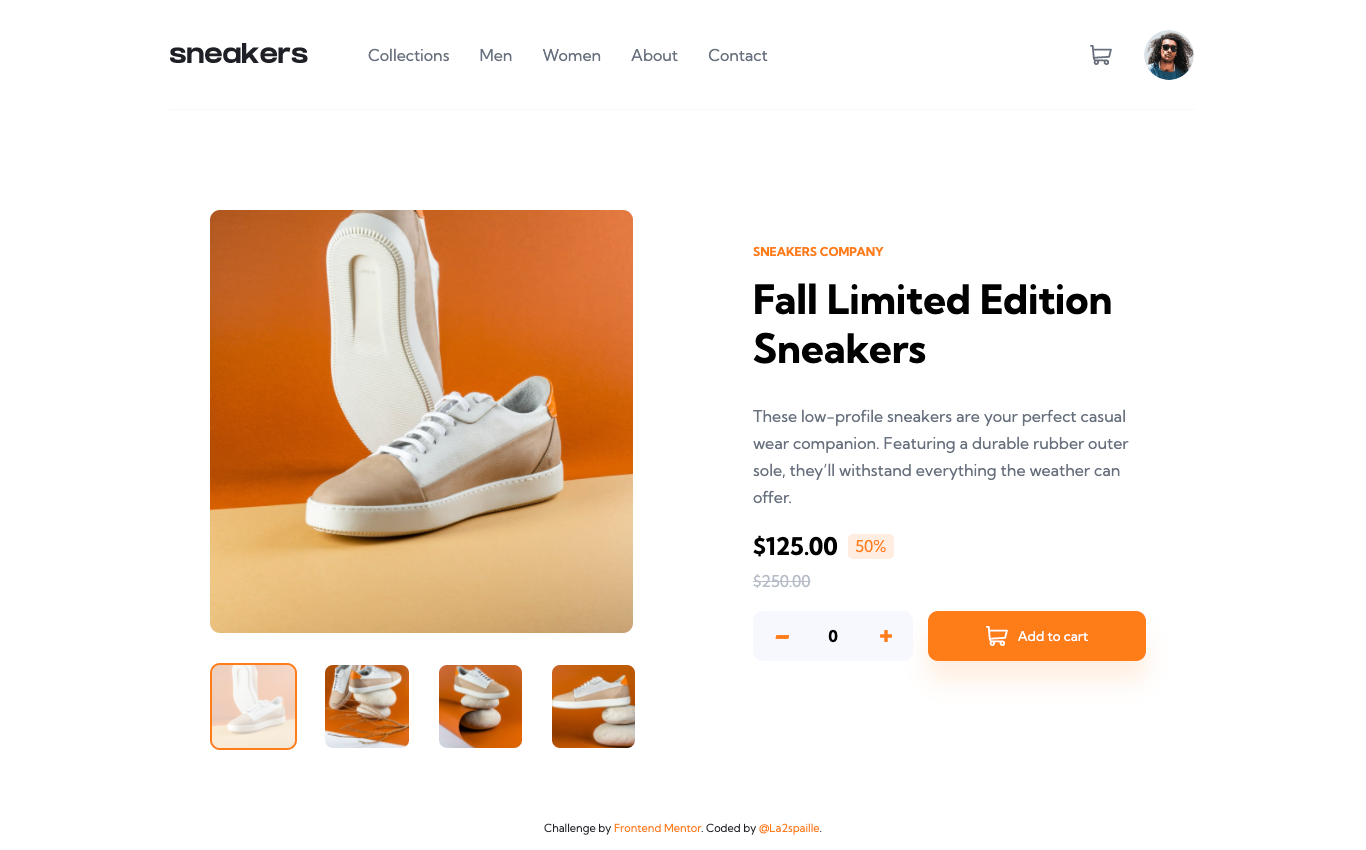 sneakers
Collections Men Women About Contact
SNEAKERS COMPANY
Fall Limited Edition
Sneakers
These low-profile sneakers are your perfect casual
wear companion. Featuring a durable rubber outer
sole, they’ll withstand everything the weather can
offer.
$125.00 50%
$250.00
0
Add to cart
Challenge by Frontend Mentor. Coded by @La2spaille.